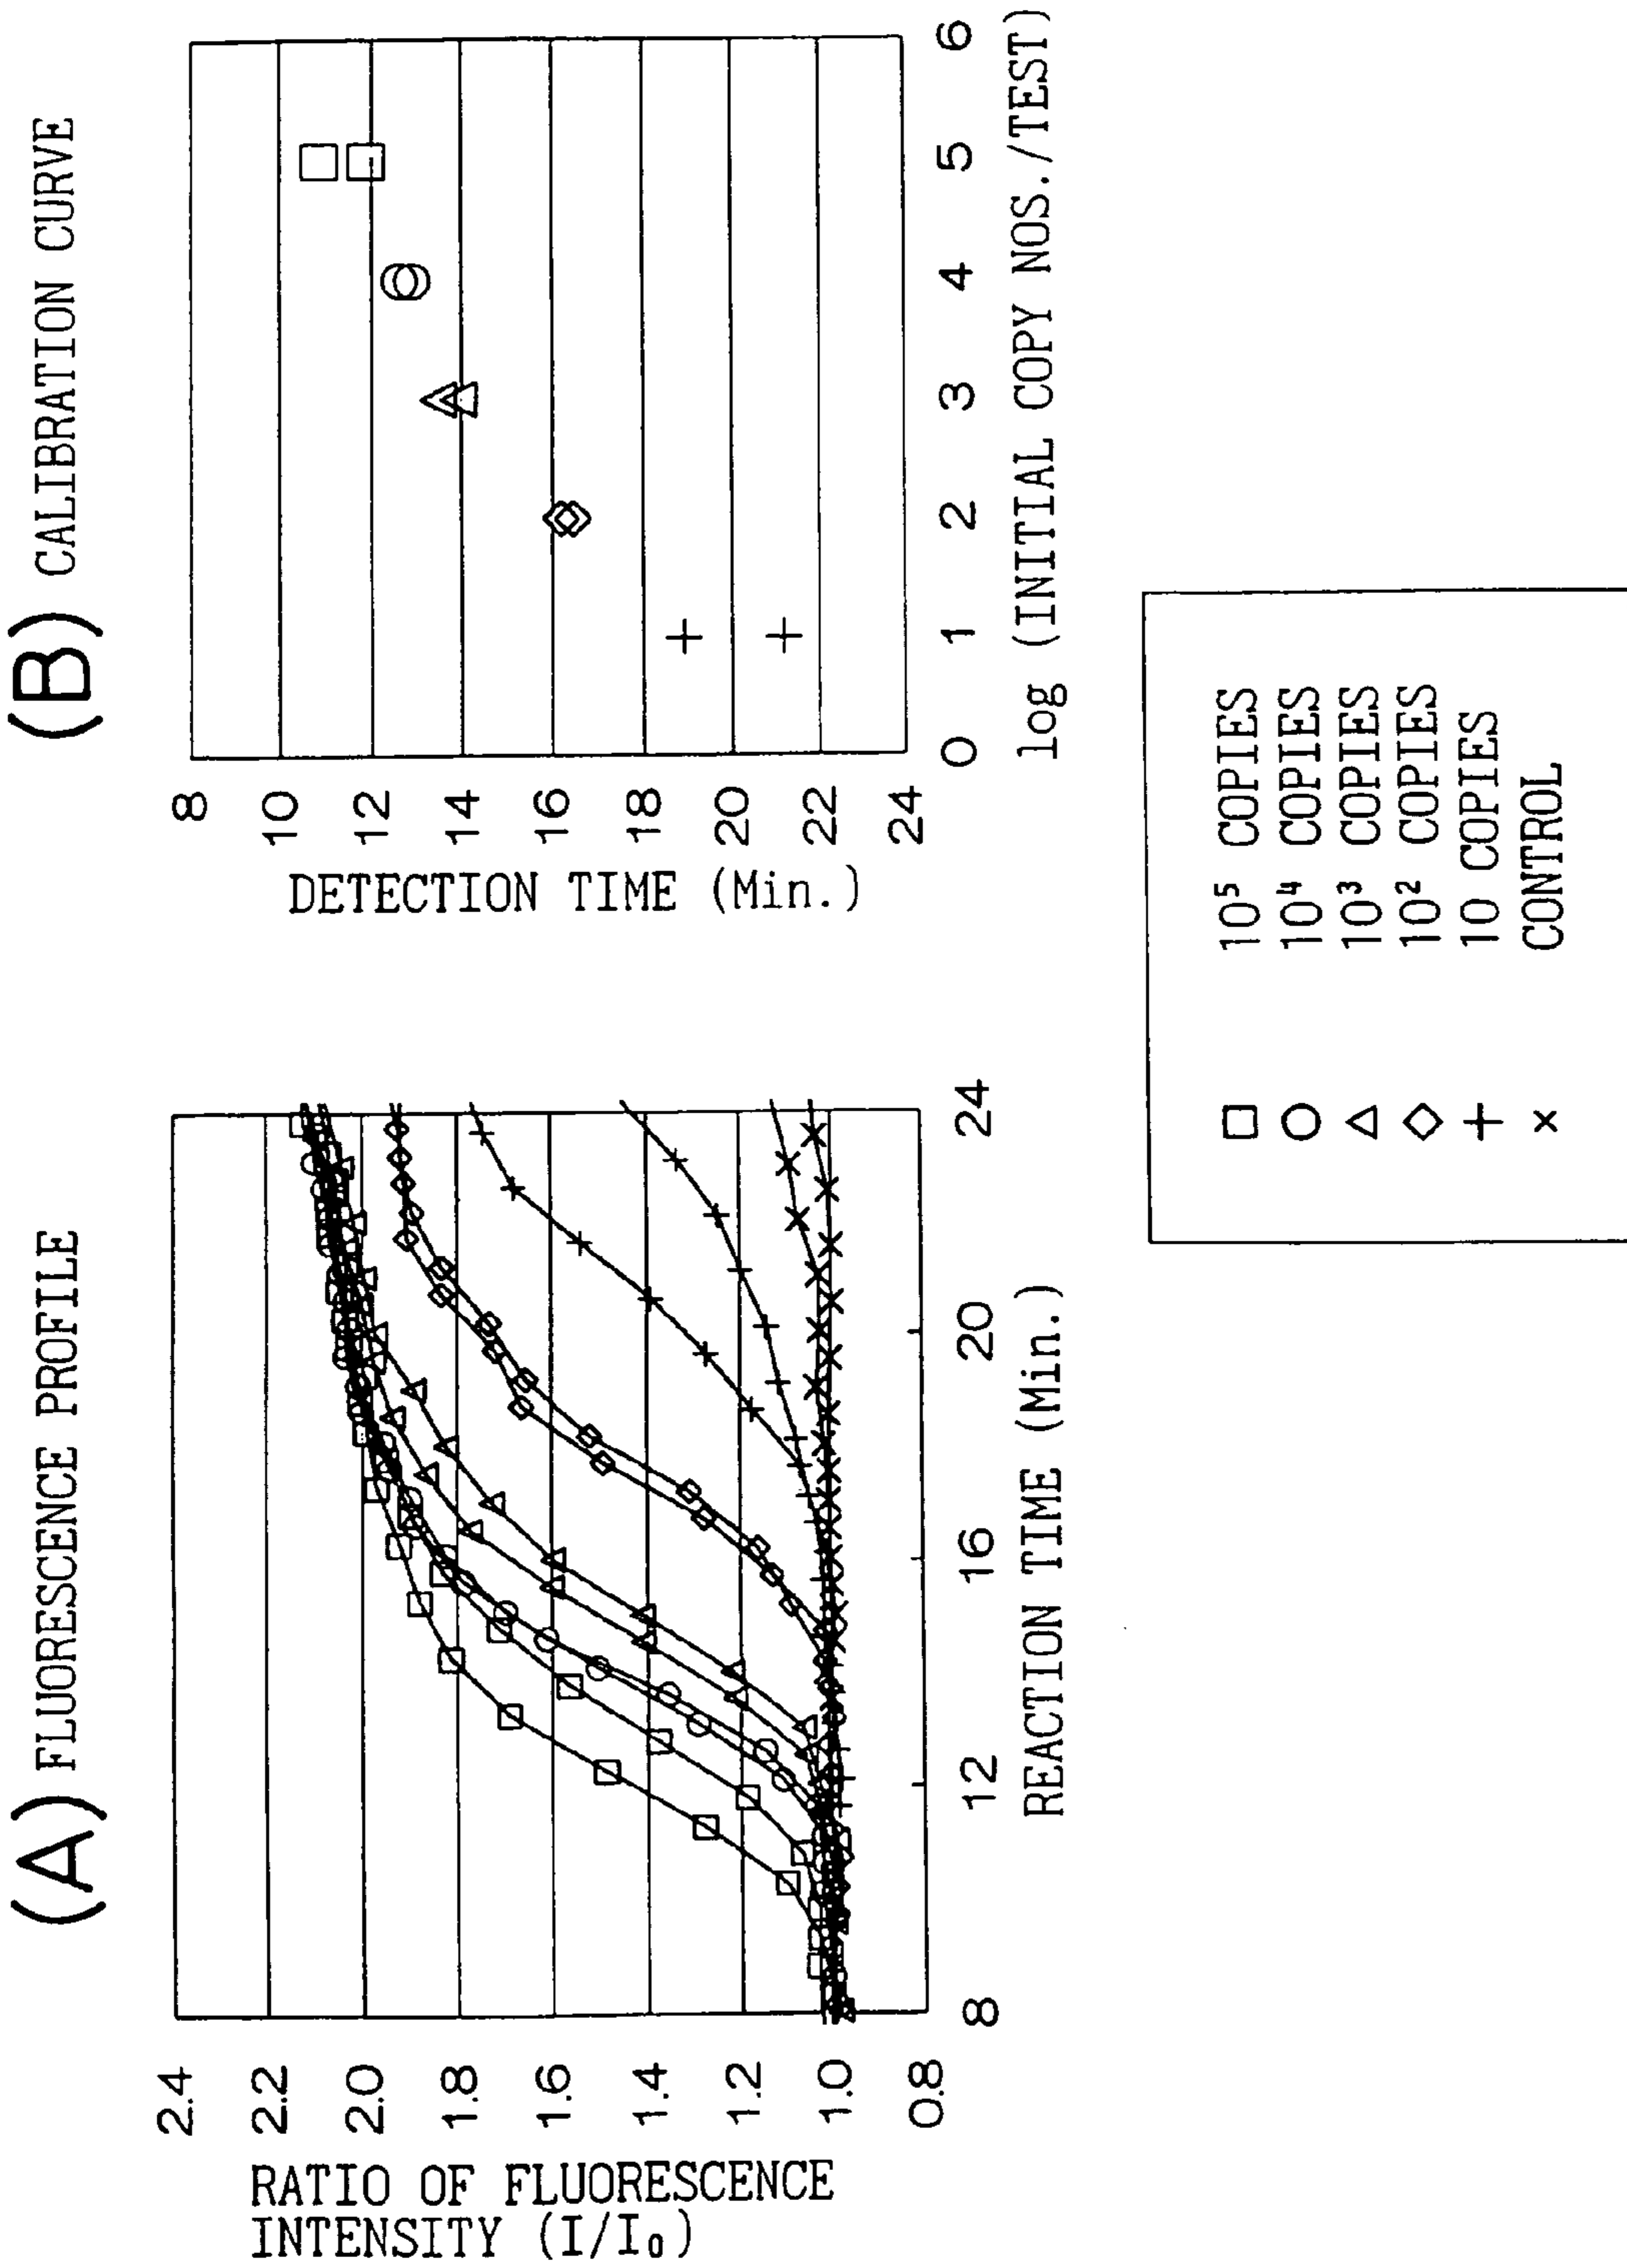 (A) FLUORESCENCE PROFILE
RATIO OF FLUORESCENCE
INTENSITY (I/I₀)
2.4
2.2
2.0
1.8
1.6
1.4
1.2
1.0
0.8
8
12
16
20
24
REACTION TIME (Min.)
(B) CALIBRATION CURVE
DETECTION TIME (Min.)
8
10
12
14
16
18
20
22
24
0
1
2
3
4
5
6
log (INITIAL COPY NOS./TEST)
10⁵ COPIES
10⁴ COPIES
10³ COPIES
10² COPIES
10 COPIES
CONTROL